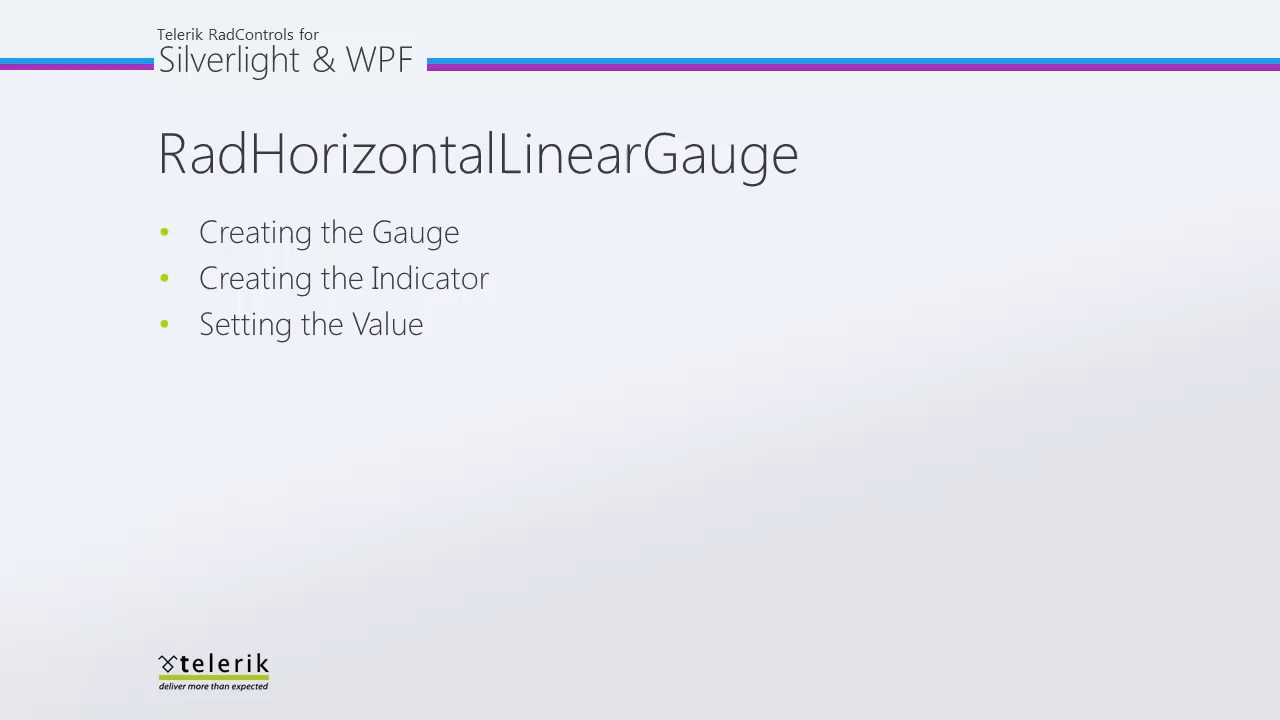 Telerik RadControls for
Silverlight & WPF
RadHorizontalLinearGauge
• Creating the Gauge
• Creating the Indicator
• Setting the Value
telerik
deliver more than expected